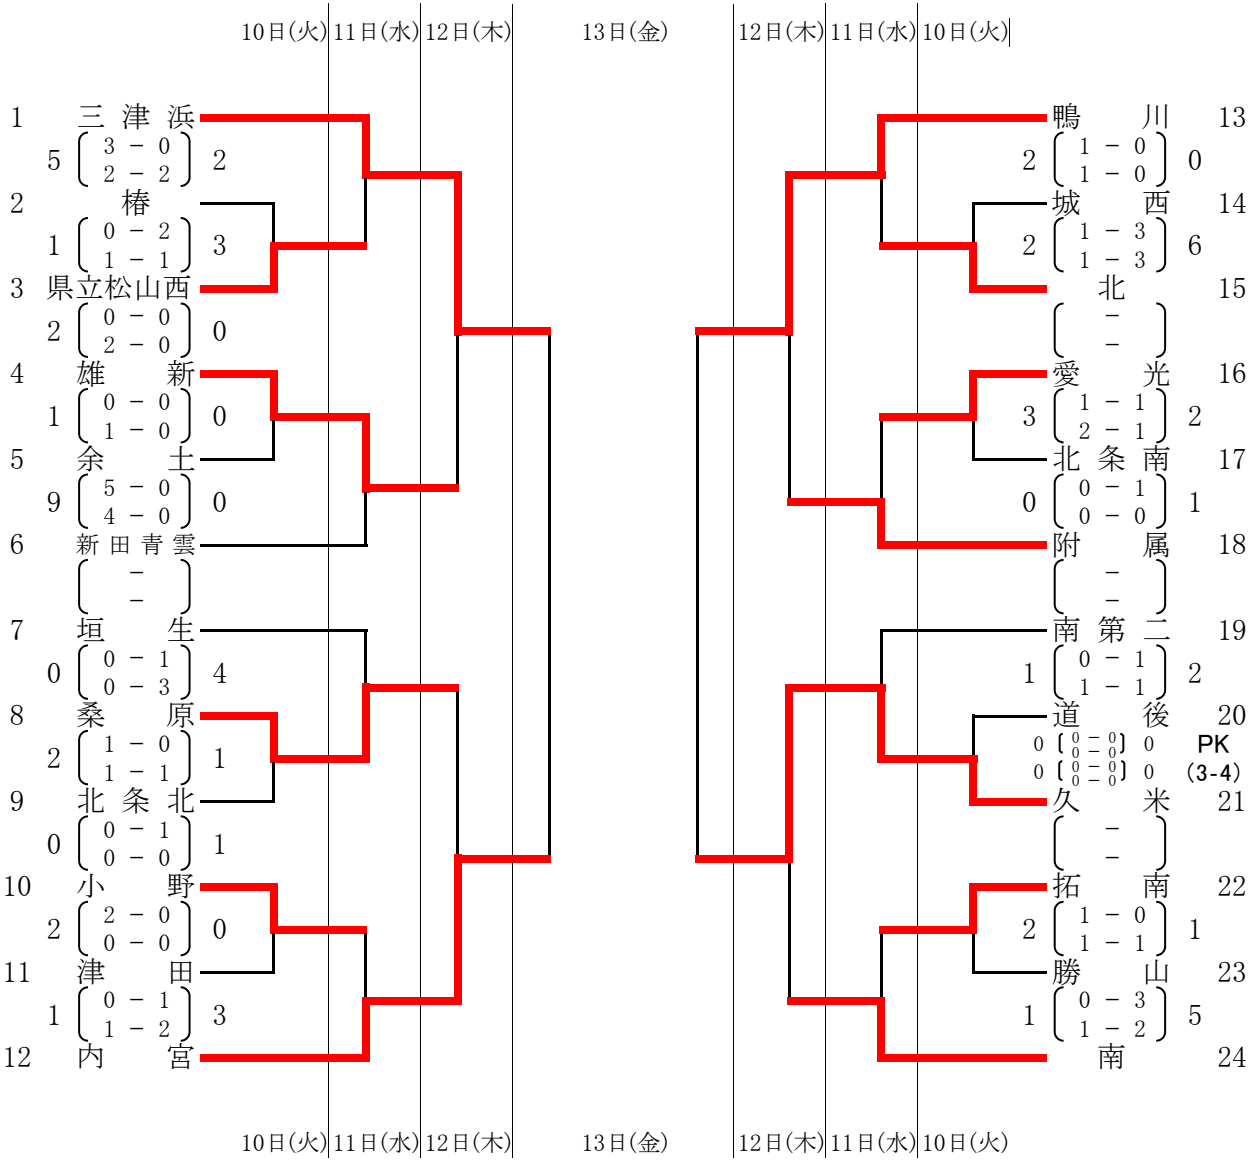 10日(火) 11日(水) 12日(木) 13日(金) 12日(木) 11日(水) 10日(火)
1 三津浜
5 3－0 2
2－2
2 椿
1 0－2 3
1－1
3 県立松山西
2 0－0 0
2－0
4 雄新
1 0－0 0
1－0
5 余土
9 5－0 0
4－0
6 新田青雲
－
－
7 垣生
0 0－1 4
0－3
8 桑原
2 1－0 1
1－1
9 北条北
0 0－1 1
0－0
10 小野
2 2－0 0
0－0
11 津田
1 0－1 3
1－2
12 内宮
鴨川 13
2 1－0 0
1－0
城西 14
2 1－3 6
1－3
北 15
－
－
愛光 16
3 1－1 2
2－1
北条南 17
0 0－1 1
0－0
附属 18
－
－
南第二 19
1 0－1 2
1－1
道後 20
0 0－0 0 PK
0－0
0 0－0 0 (3-4)
0－0
久米 21
－
－
拓南 22
2 1－0 1
1－1
勝山 23
1 0－3 5
1－2
南 24
10日(火) 11日(水) 12日(木) 13日(金) 12日(木) 11日(水) 10日(火)